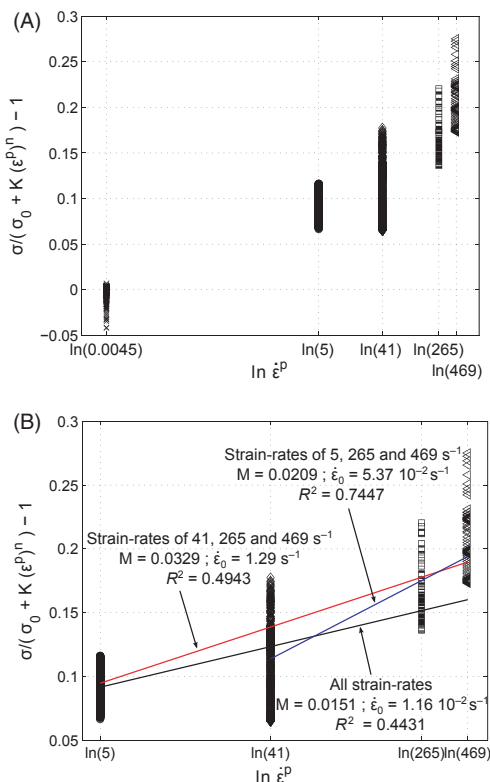 (A)
0.3
0.25
0.2
0.15
0.1
0.05
0
−0.05
σ/( σ₀ + K (εᵖ)ⁿ ) − 1
ln(0.0045)
ln(5)
ln(41)
ln(265)
ln(469)
ln ε̇ᵖ
(B)
0.3
0.25
0.2
0.15
0.1
0.05
σ/( σ₀ + K (εᵖ)ⁿ ) − 1
Strain-rates of 5, 265 and 469 s⁻¹
M = 0.0209 ; ε̇₀ = 5.37 10⁻² s⁻¹
R² = 0.7447
Strain-rates of 41, 265 and 469 s⁻¹
M = 0.0329 ; ε̇₀ = 1.29 s⁻¹
R² = 0.4943
All strain-rates
M = 0.0151 ; ε̇₀ = 1.16 10⁻² s⁻¹
R² = 0.4431
ln(5)
ln(41)
ln(265)
ln(469)
ln ε̇ᵖ